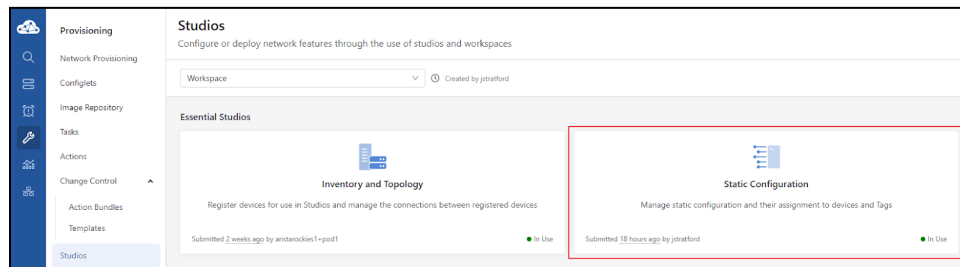 Provisioning
Network Provisioning
Configlets
Image Repository
Tasks
Actions
Change Control
Action Bundles
Templates
Studios
Studios
Configure or deploy network features through the use of studios and workspaces
Workspace
Created by jstratford
Essential Studios
Inventory and Topology
Register devices for use in Studios and manage the connections between registered devices
Submitted 2 weeks ago by aristarockies1+pod1
In Use
Static Configuration
Manage static configuration and their assignment to devices and Tags
Submitted 18 hours ago by jstratford
In Use